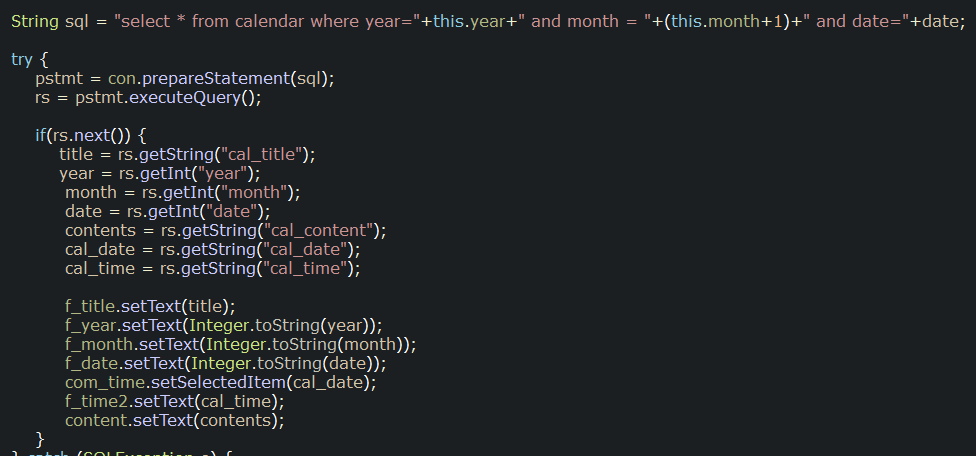 String sql = "select * from calendar where year="+this.year+" and month = "+(this.month+1)+" and date="+date;
try {
pstmt = con.prepareStatement(sql);
rs = pstmt.executeQuery();
if(rs.next()) {
title = rs.getString("cal_title");
year = rs.getInt("year");
month = rs.getInt("month");
date = rs.getInt("date");
contents = rs.getString("cal_content");
cal_date = rs.getString("cal_date");
cal_time = rs.getString("cal_time");
f_title.setText(title);
f_year.setText(Integer.toString(year));
f_month.setText(Integer.toString(month));
f_date.setText(Integer.toString(date));
com_time.setSelectedItem(cal_date);
f_time2.setText(cal_time);
content.setText(contents);
}
} catch (SQLException e) {